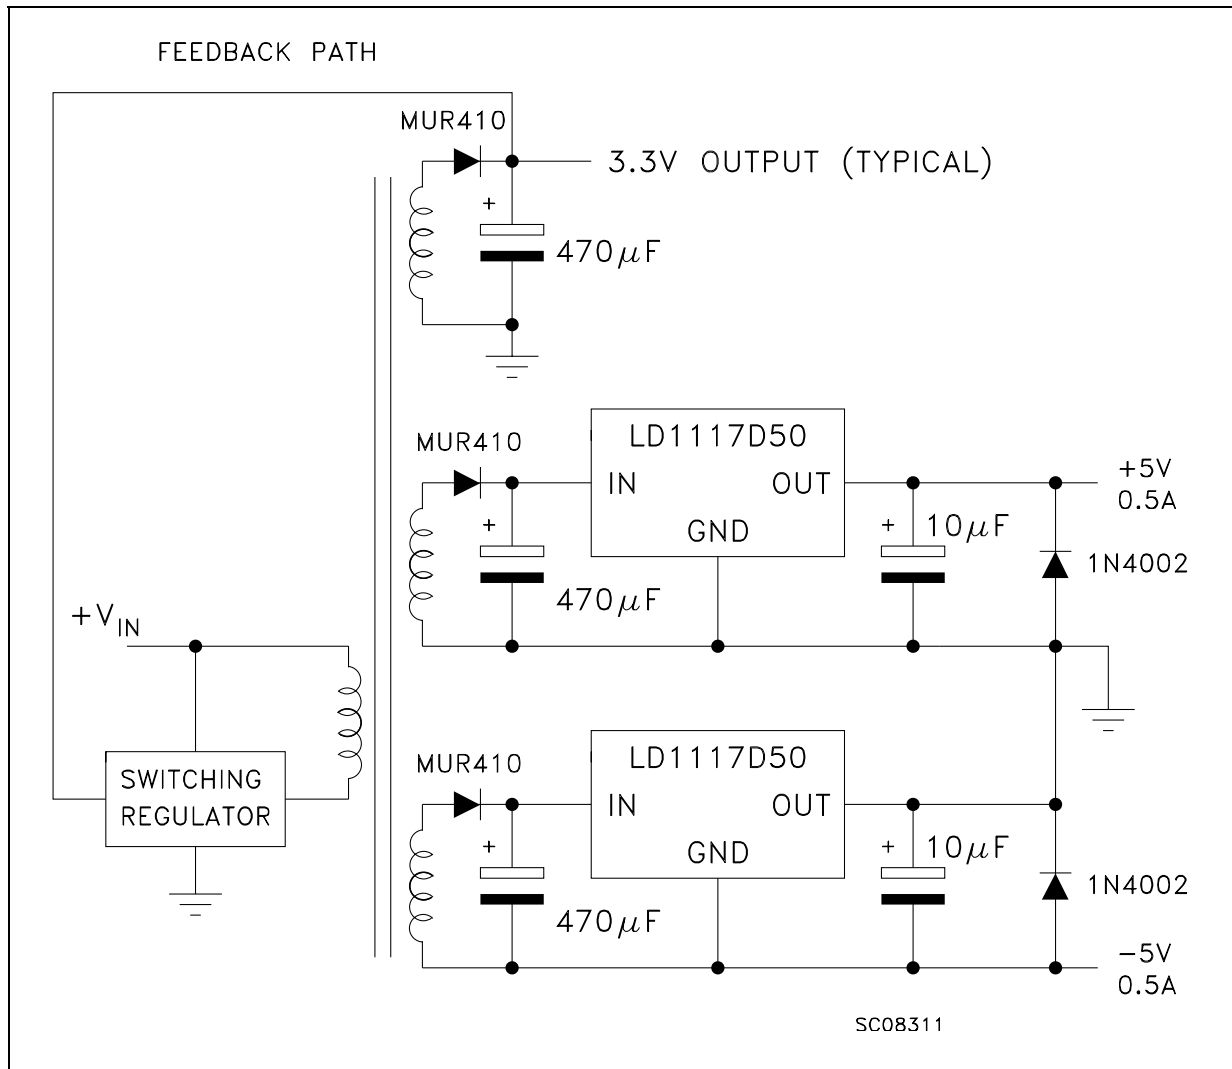 FEEDBACK PATH
MUR410
3.3V OUTPUT (TYPICAL)
+
470μF
MUR410
LD1117D50
IN
OUT
GND
+
470μF
+
10μF
+5V
0.5A
1N4002
+V_IN
SWITCHING
REGULATOR
MUR410
LD1117D50
IN
OUT
GND
+
470μF
+
10μF
1N4002
−5V
0.5A
SC08311